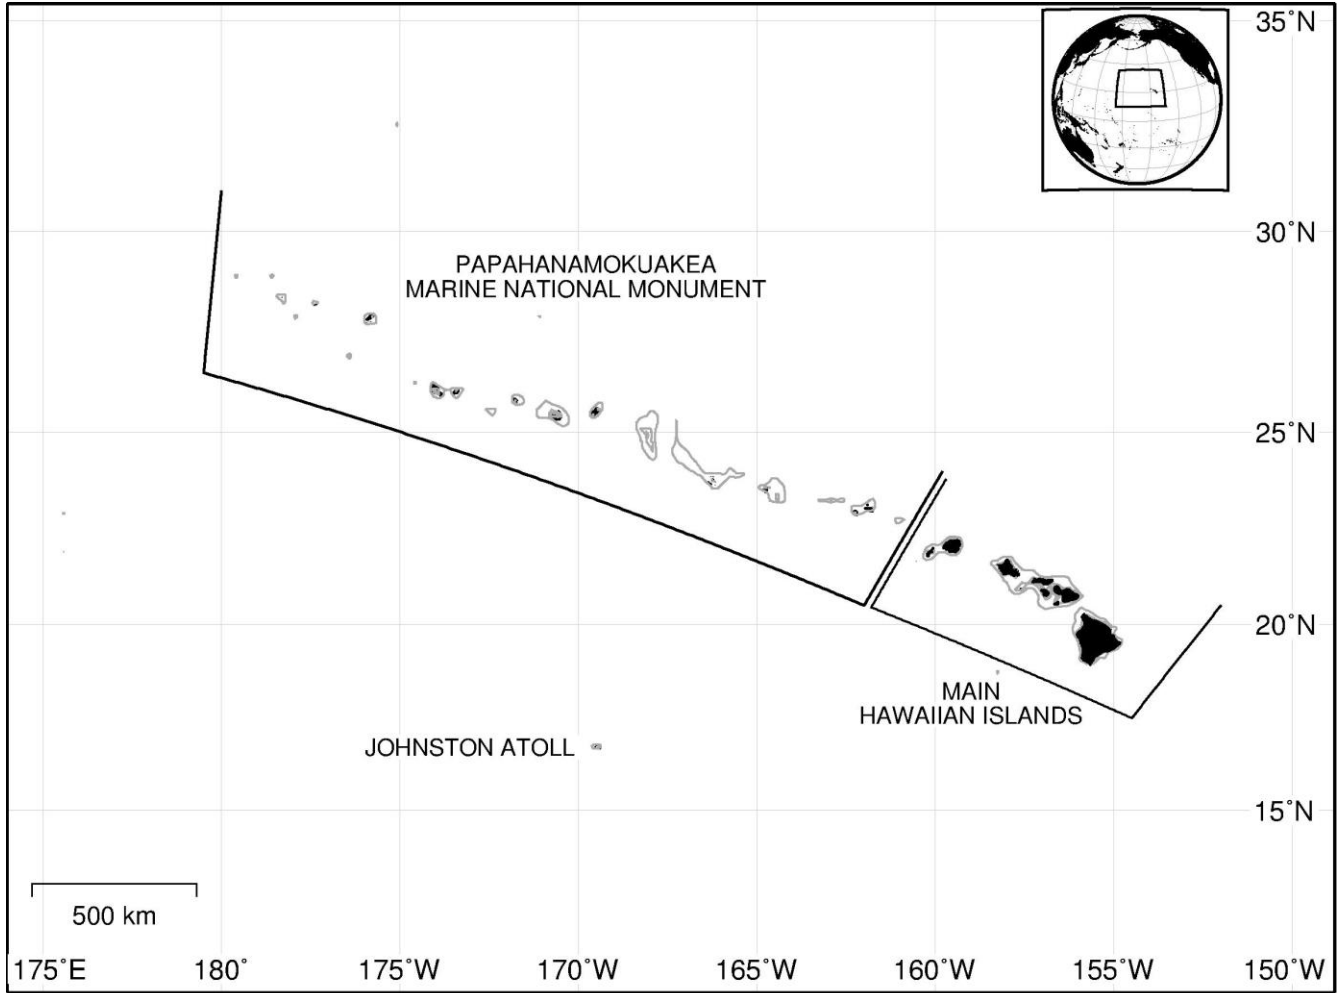 35°N
30°N
PAPAHANAMOKUAKEA
MARINE NATIONAL MONUMENT
25°N
20°N
MAIN
HAWAIIAN ISLANDS
JOHNSTON ATOLL
15°N
500 km
175°E 180° 175°W 170°W 165°W 160°W 155°W 150°W